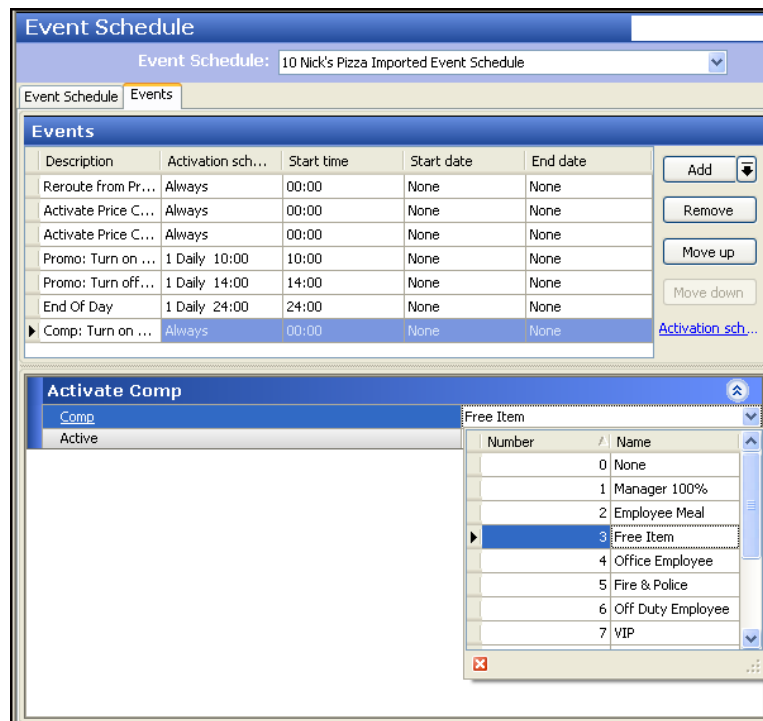 Event Schedule
Event Schedule: 10 Nick's Pizza Imported Event Schedule
Event Schedule Events
Events
Description Activation sch... Start time Start date End date
Reroute from Pr... Always 00:00 None None
Activate Price C... Always 00:00 None None
Activate Price C... Always 00:00 None None
Promo: Turn on ... 1 Daily 10:00 10:00 None None
Promo: Turn off... 1 Daily 14:00 14:00 None None
End Of Day 1 Daily 24:00 24:00 None None
Comp: Turn on ... Always 00:00 None None
Add
Remove
Move up
Move down
Activation sch...
Activate Comp
Comp Free Item
Active
Number Name
0 None
1 Manager 100%
2 Employee Meal
3 Free Item
4 Office Employee
5 Fire & Police
6 Off Duty Employee
7 VIP